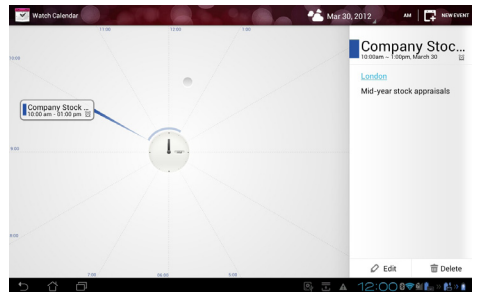 Watch Calendar
Mar 30, 2012
AM
NEW EVENT
11:00
12:00
1:00
10:00
Company Stock ...
10:00 am - 01:00 pm
9:00
8:00
7:00
06:00
5:00
Company Stoc...
10:00am – 1:00pm, March 30
London
Mid-year stock appraisals
Edit
Delete
12:00